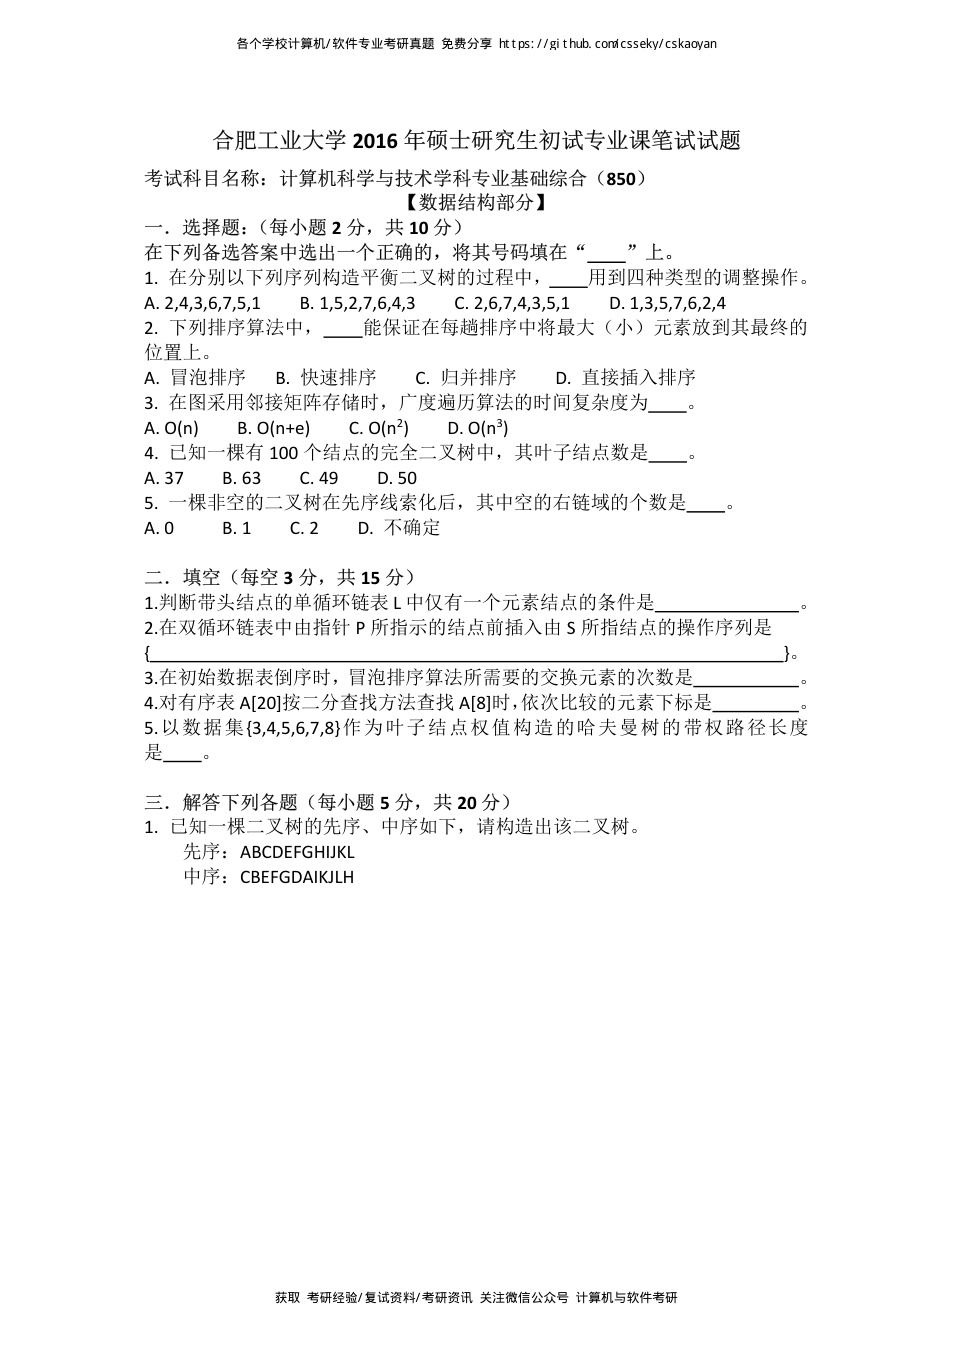 各个学校计算机/软件专业考研真题 免费分享 https://github.com/csseky/cskaoyan
合肥工业大学 2016 年硕士研究生初试专业课笔试试题
考试科目名称：计算机科学与技术学科专业基础综合（850）
【数据结构部分】
一．选择题：（每小题 2 分，共 10 分）
在下列备选答案中选出一个正确的，将其号码填在“____”上。
1. 在分别以下列序列构造平衡二叉树的过程中，____用到四种类型的调整操作。
A. 2,4,3,6,7,5,1 B. 1,5,2,7,6,4,3 C. 2,6,7,4,3,5,1 D. 1,3,5,7,6,2,4
2. 下列排序算法中，____能保证在每趟排序中将最大（小）元素放到其最终的
位置上。
A. 冒泡排序 B. 快速排序 C. 归并排序 D. 直接插入排序
3. 在图采用邻接矩阵存储时，广度遍历算法的时间复杂度为____。
A. O(n) B. O(n+e) C. O(n²) D. O(n³)
4. 已知一棵有 100 个结点的完全二叉树中，其叶子结点数是____。
A. 37 B. 63 C. 49 D. 50
5. 一棵非空的二叉树在先序线索化后，其中空的右链域的个数是____。
A. 0 B. 1 C. 2 D. 不确定
二．填空（每空 3 分，共 15 分）
1.判断带头结点的单循环链表 L 中仅有一个元素结点的条件是_______________。
2.在双循环链表中由指针 P 所指示的结点前插入由 S 所指结点的操作序列是
{__________________________________________________________________}。
3.在初始数据表倒序时，冒泡排序算法所需要的交换元素的次数是___________。
4.对有序表 A[20]按二分查找方法查找 A[8]时，依次比较的元素下标是_________。
5.以数据集{3,4,5,6,7,8}作为叶子结点权值构造的哈夫曼树的带权路径长度
是____。
三．解答下列各题（每小题 5 分，共 20 分）
1. 已知一棵二叉树的先序、中序如下，请构造出该二叉树。
先序：ABCDEFGHIJKL
中序：CBEFGDAIKJLH
获取 考研经验/复试资料/考研资讯 关注微信公众号 计算机与软件考研